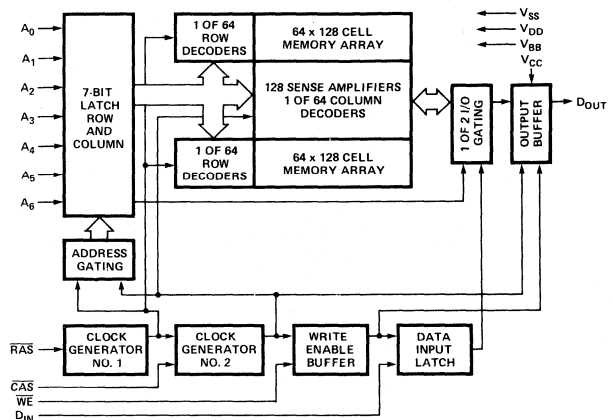 A0
A1
A2
A3
A4
A5
A6
7-BIT
LATCH
ROW
AND
COLUMN
1 OF 64
ROW
DECODERS
64 x 128 CELL
MEMORY ARRAY
128 SENSE AMPLIFIERS
1 OF 64 COLUMN
DECODERS
1 OF 64
ROW
DECODERS
64 x 128 CELL
MEMORY ARRAY
1 OF 2 I/O
GATING
OUTPUT
BUFFER
VSS
VDD
VBB
VCC
DOUT
ADDRESS
GATING
RAS
CLOCK
GENERATOR
NO. 1
CLOCK
GENERATOR
NO. 2
WRITE
ENABLE
BUFFER
DATA
INPUT
LATCH
CAS
WE
DIN